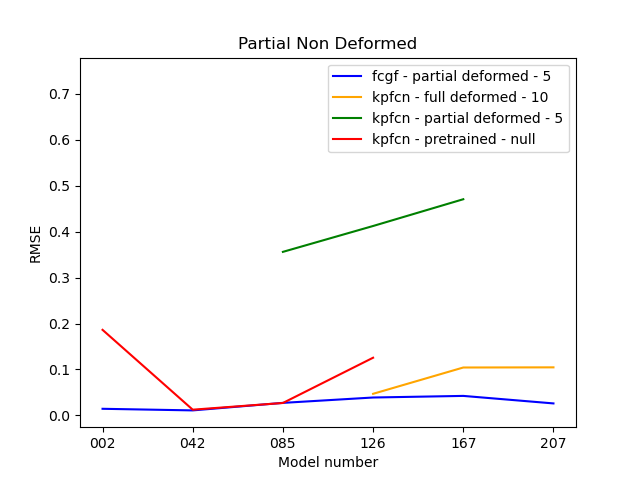 Partial Non Deformed
fcgf - partial deformed - 5
kpfcn - full deformed - 10
kpfcn - partial deformed - 5
kpfcn - pretrained - null
RMSE
0.7
0.6
0.5
0.4
0.3
0.2
0.1
0.0
002 042 085 126 167 207
Model number